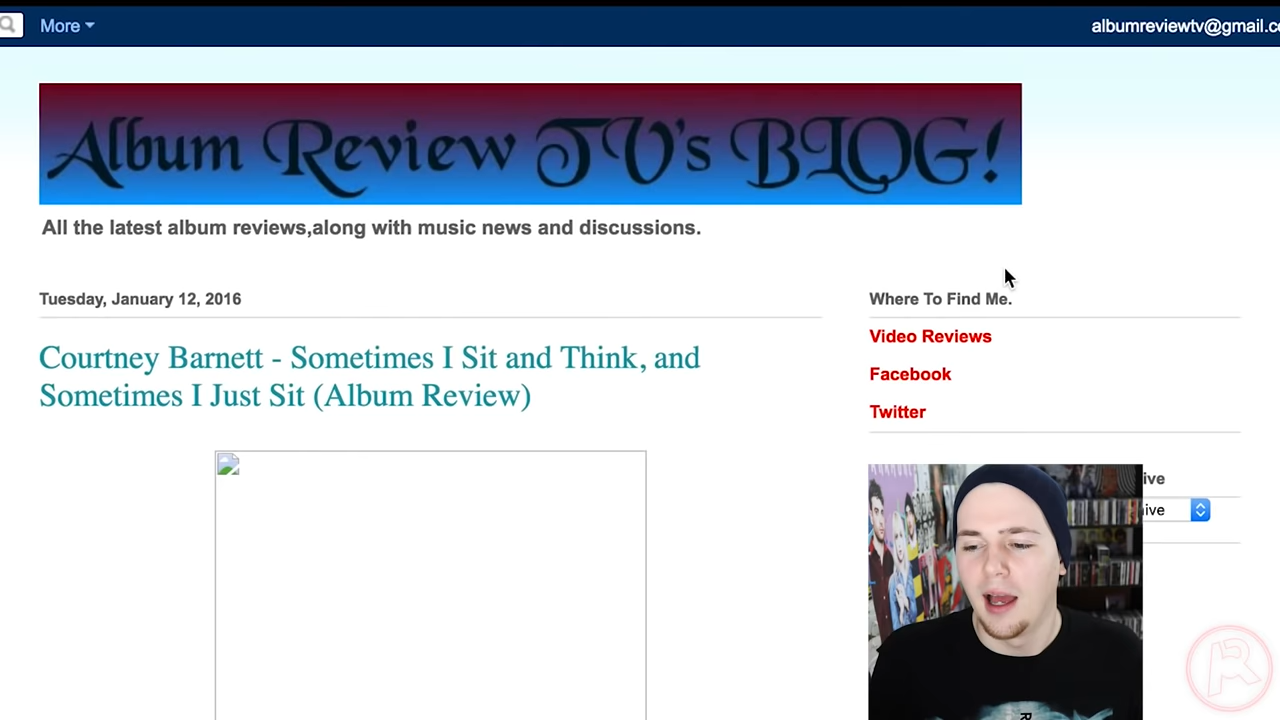 More
albumreviewtv@gmail.c
Album Review TV's BLOG!
All the latest album reviews,along with music news and discussions.
Tuesday, January 12, 2016
Where To Find Me.
Courtney Barnett - Sometimes I Sit and Think, and
Sometimes I Just Sit (Album Review)
Video Reviews
Facebook
Twitter
ive
ive